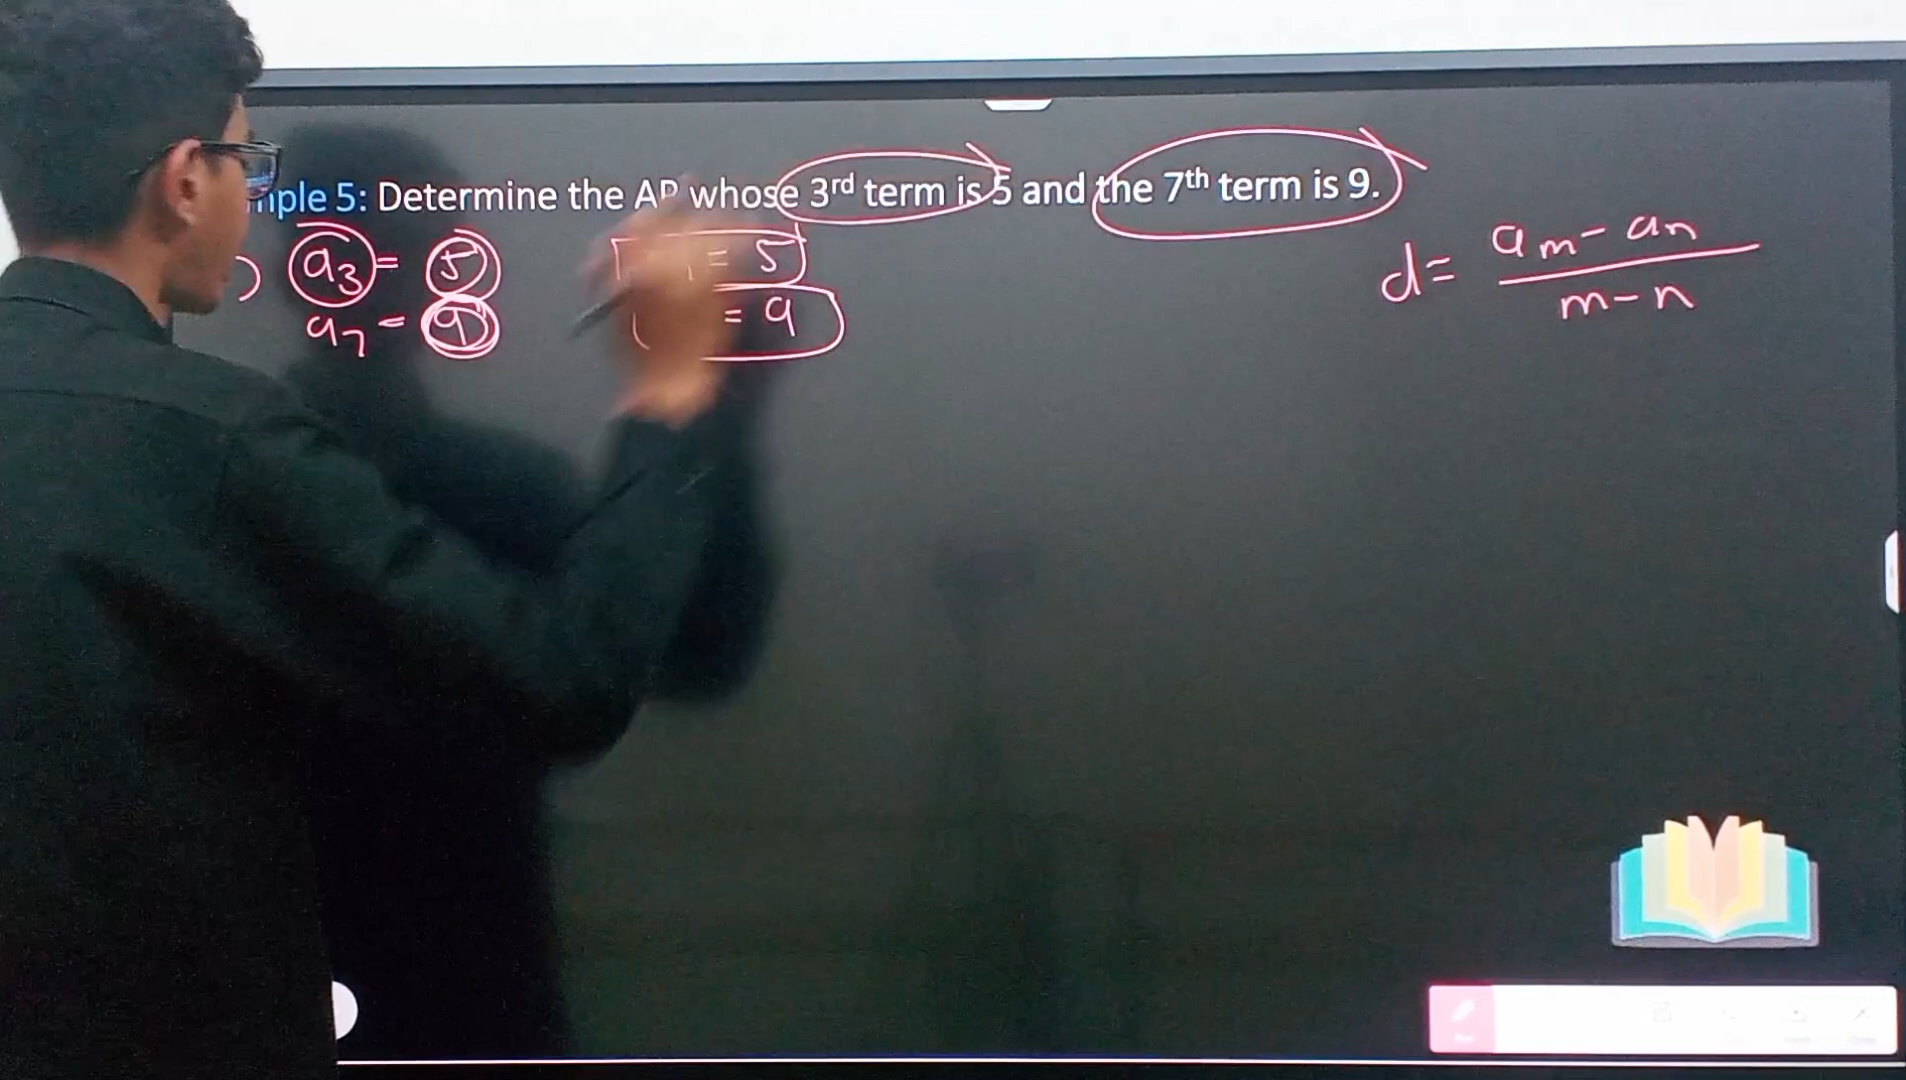 mple 5: Determine the AP whose 3rd term is 5 and the 7th term is 9.
a3 = 5
a7 = 9
= 5
= 9
d = am - an / m - n